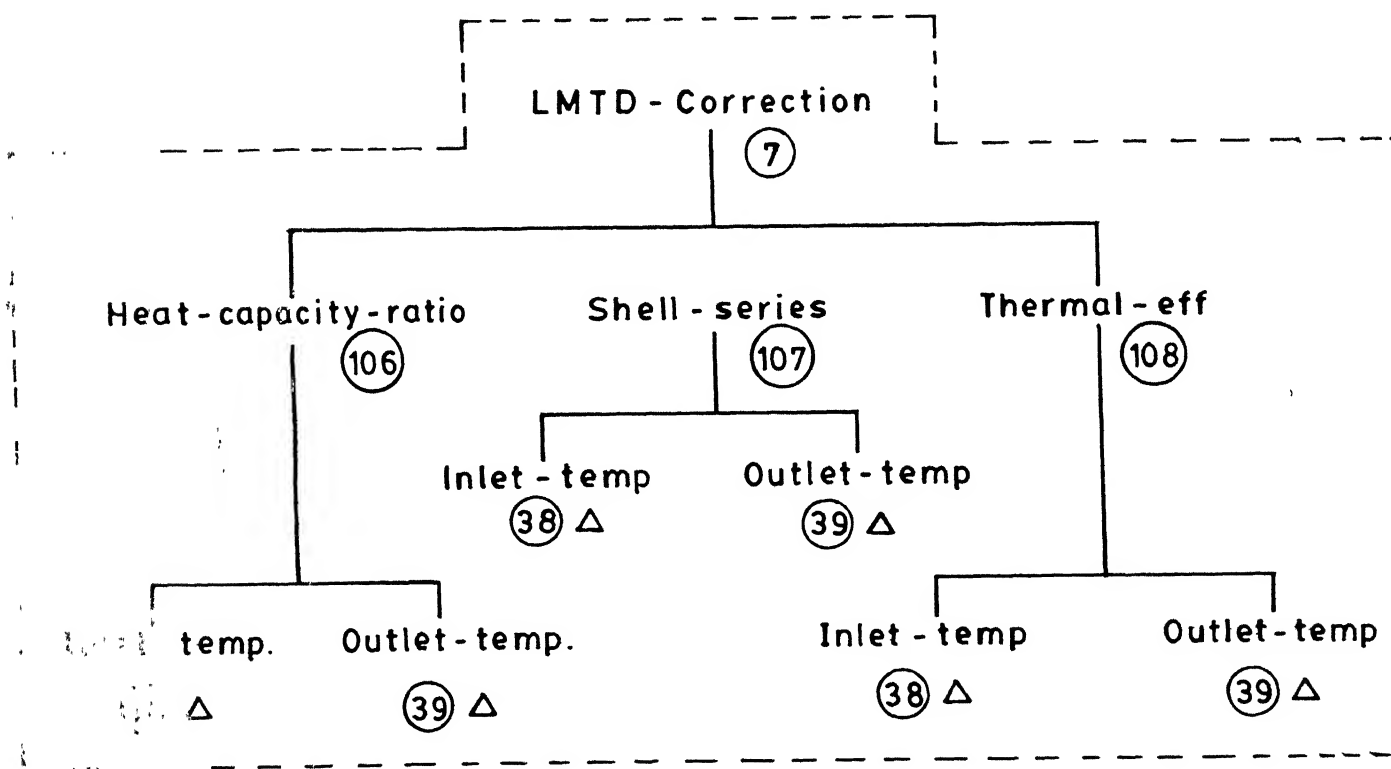 LMTD - Correction
7
Heat - capacity - ratio
106
Shell - series
107
Thermal - eff
108
Inlet - temp
38 Δ
Outlet - temp
39 Δ
temp.
Δ
Outlet - temp.
39 Δ
Inlet - temp
38 Δ
Outlet - temp
39 Δ